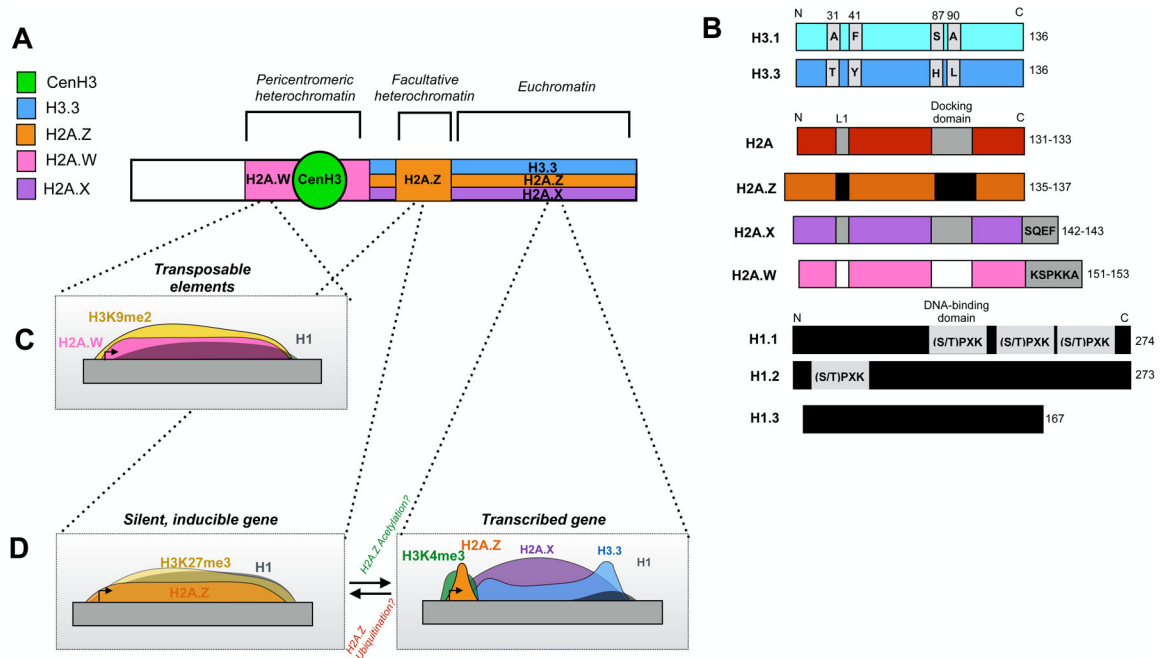 A
CenH3
H3.3
H2A.Z
H2A.W
H2A.X
Pericentromeric
heterochromatin
Facultative
heterochromatin
Euchromatin
H2A.W
CenH3
H2A.Z
H3.3
H2A.Z
H2A.X
B
N
31
41
87
90
C
H3.1
A
F
S
A
136
H3.3
T
Y
H
L
136
N
L1
Docking
domain
C
H2A
131-133
H2A.Z
135-137
H2A.X
SQEF
142-143
H2A.W
KSPKKA
151-153
N
DNA-binding
domain
C
H1.1
(S/T)PXK
(S/T)PXK
(S/T)PXK
274
H1.2
(S/T)PXK
273
H1.3
167
C
Transposable
elements
H3K9me2
H2A.W
H1
D
Silent, inducible gene
H3K27me3
H1
H2A.Z
H2A.Z Acetylation?
H2A.Z
Ubiquitination?
Transcribed gene
H3K4me3
H2A.Z
H2A.X
H3.3
H1